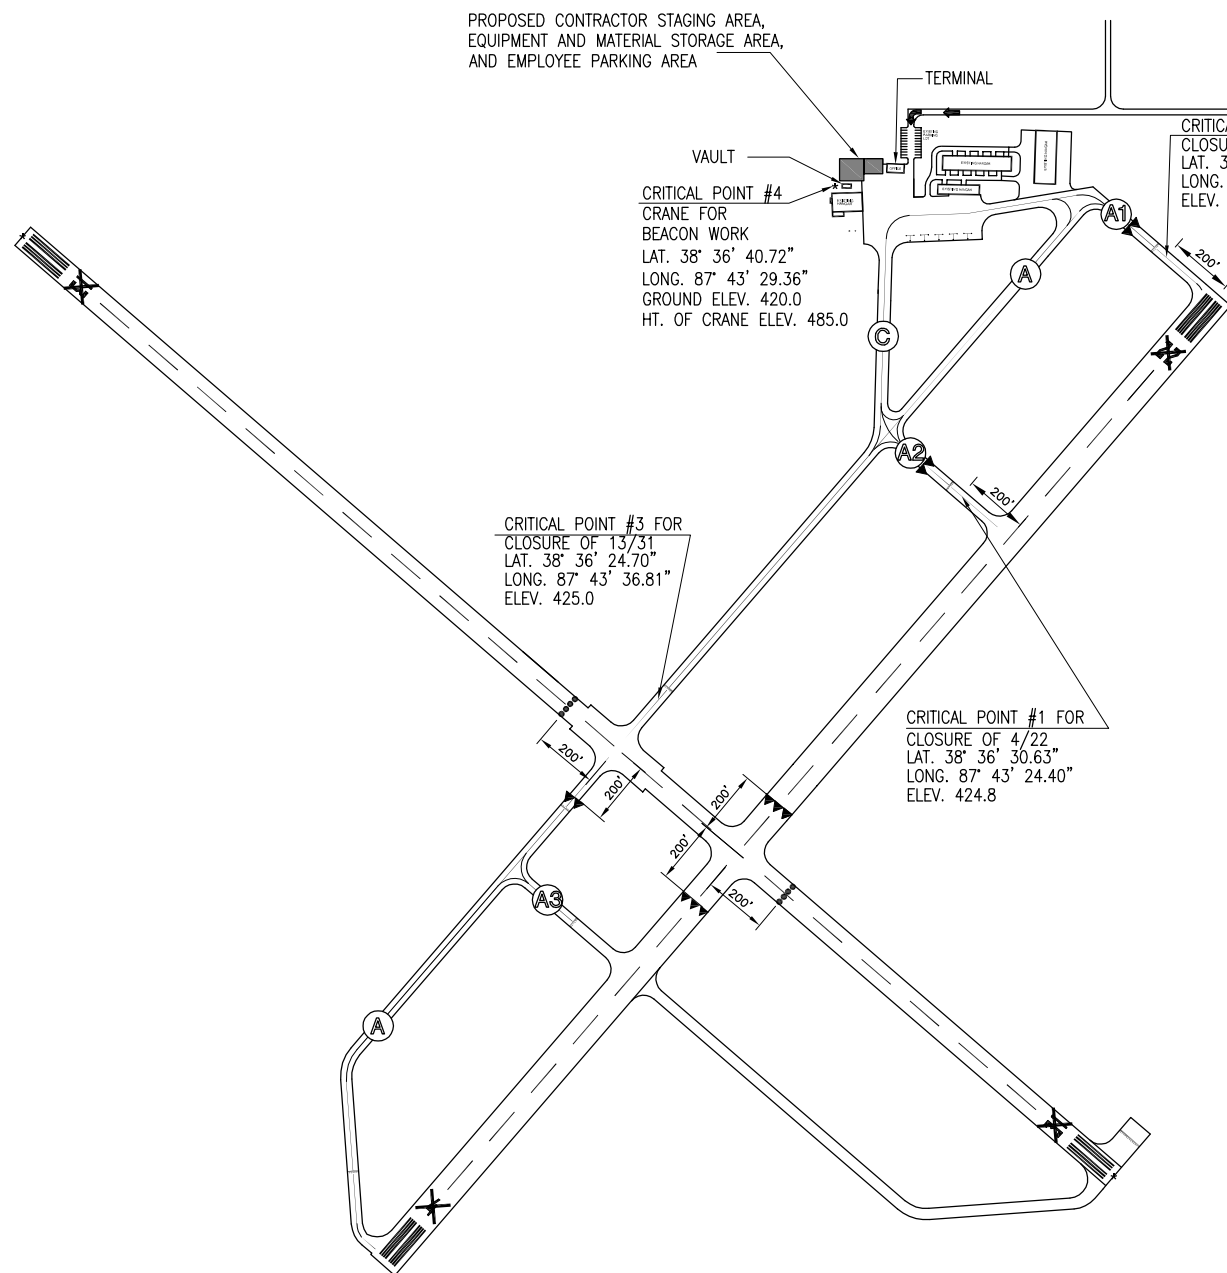 PROPOSED CONTRACTOR STAGING AREA,
EQUIPMENT AND MATERIAL STORAGE AREA,
AND EMPLOYEE PARKING AREA
TERMINAL
VAULT
CRITICAL POINT #4
CRANE FOR
BEACON WORK
LAT. 38° 36' 40.72"
LONG. 87° 43' 29.36"
GROUND ELEV. 420.0
HT. OF CRANE ELEV. 485.0
CRITICA
CLOSU
LAT. 3
LONG.
ELEV.
A1
200'
A
C
A2
200'
CRITICAL POINT #3 FOR
CLOSURE OF 13/31
LAT. 38° 36' 24.70"
LONG. 87° 43' 36.81"
ELEV. 425.0
CRITICAL POINT #1 FOR
CLOSURE OF 4/22
LAT. 38° 36' 30.63"
LONG. 87° 43' 24.40"
ELEV. 424.8
200'
200'
200'
200'
200'
A3
A